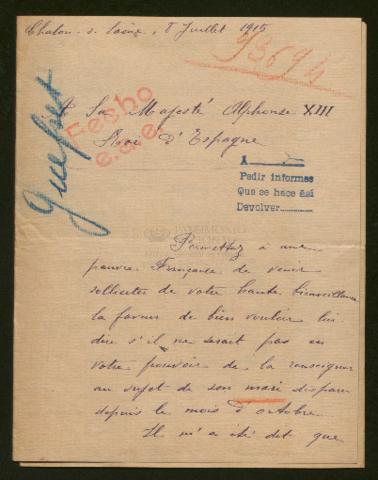 Chalon-s-Saône, 8 Juillet 1915
93694
A Sa Majesté Alphonse XIII
Roi d'Espagne
Fecho
A
Pedir informes
Que se hace así
Devolver
PATRIMONIO
Permettez à une
pauvre Française de venir
solliciter de votre haute bienveillance
la faveur de bien vouloir lui
dire s'il ne serait pas en
votre pouvoir de la renseigner
au sujet de son mari disparu
depuis le mois d'octobre
Il m'a été dit que